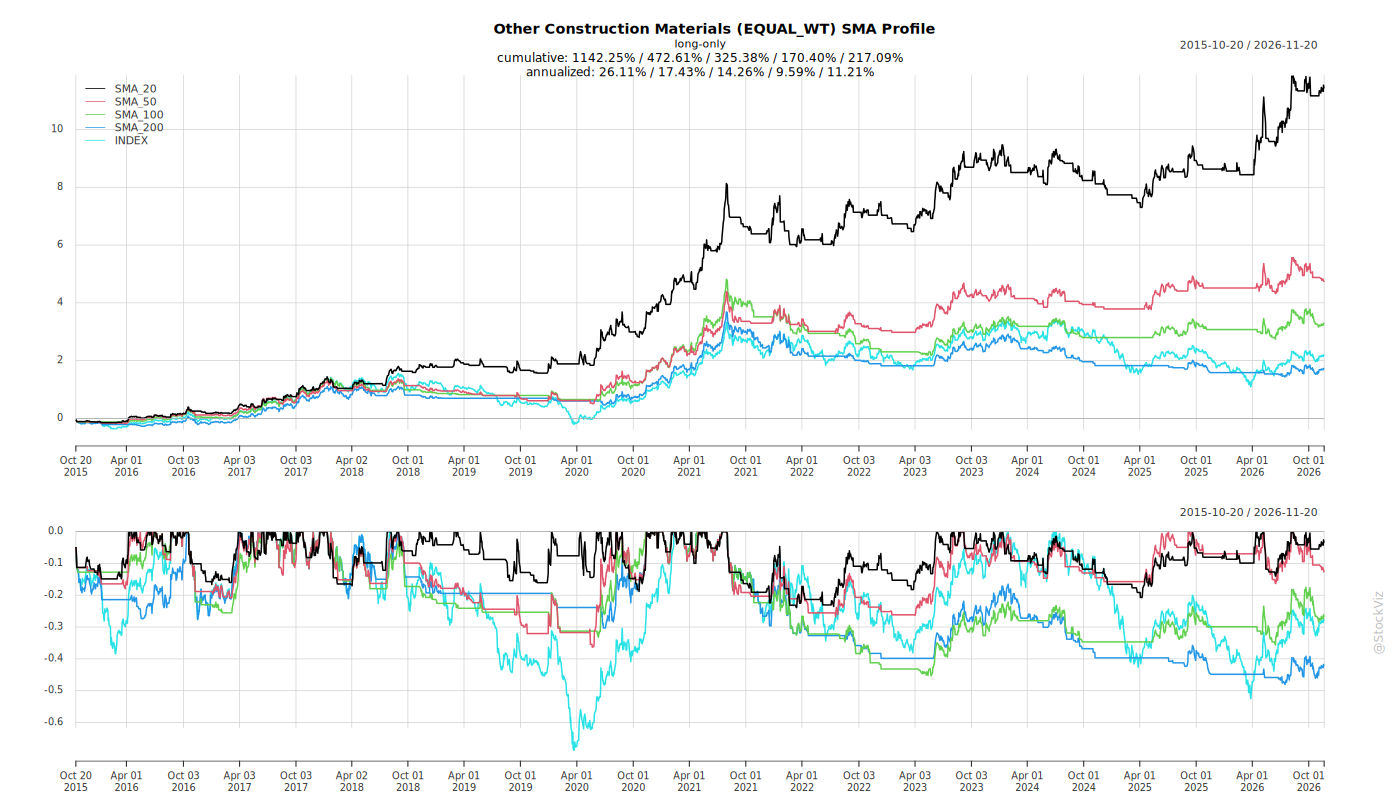 Other Construction Materials (EQUAL_WT) SMA Profile
long-only
2015-10-20 / 2026-11-20
cumulative: 1142.25% / 472.61% / 325.38% / 170.40% / 217.09%
annualized: 26.11% / 17.43% / 14.26% / 9.59% / 11.21%
SMA_20
SMA_50
SMA_100
SMA_200
INDEX
10
8
6
4
2
0
Oct 20 Apr 01 Oct 03 Apr 03 Oct 03 Apr 02 Oct 01 Apr 01 Oct 01 Apr 01 Oct 01 Apr 01 Oct 01 Apr 01 Oct 03 Apr 03 Oct 03 Apr 01 Oct 01 Apr 01 Oct 01 Apr 01 Oct 01
2015 2016 2016 2017 2017 2018 2018 2019 2019 2020 2020 2021 2021 2022 2022 2023 2023 2024 2024 2025 2025 2026 2026
2015-10-20 / 2026-11-20
0.0
-0.1
-0.2
-0.3
-0.4
-0.5
-0.6
Oct 20 Apr 01 Oct 03 Apr 03 Oct 03 Apr 02 Oct 01 Apr 01 Oct 01 Apr 01 Oct 01 Apr 01 Oct 01 Apr 01 Oct 03 Apr 03 Oct 03 Apr 01 Oct 01 Apr 01 Oct 01 Apr 01 Oct 01
2015 2016 2016 2017 2017 2018 2018 2019 2019 2020 2020 2021 2021 2022 2022 2023 2023 2024 2024 2025 2025 2026 2026
@StockViz